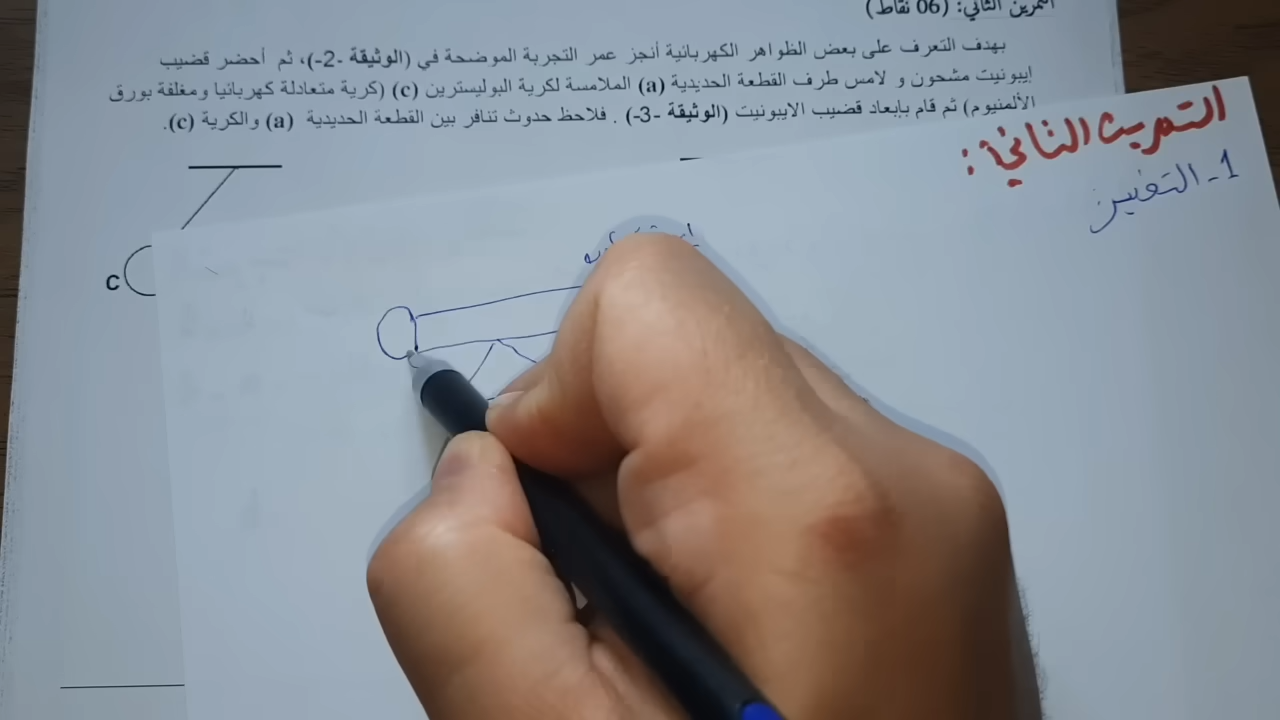 التمرين الثاني: (06 نقاط)
بهدف التعرف على بعض الظواهر الكهربائية أنجز عمر التجربة الموضحة في (الوثيقة -2-)، ثم أحضر قضيب
إيبونيت مشحون و لامس طرف القطعة الحديدية (a) الملامسة لكرية البوليسترين (c) (كرية متعادلة كهربائيا ومغلفة بورق
الألمنيوم) ثم قام بإبعاد قضيب الايبونيت (الوثيقة -3-) . فلاحظ حدوث تنافر بين القطعة الحديدية (a) والكرية (c).
التمرين الثاني:
1- التفسير
c